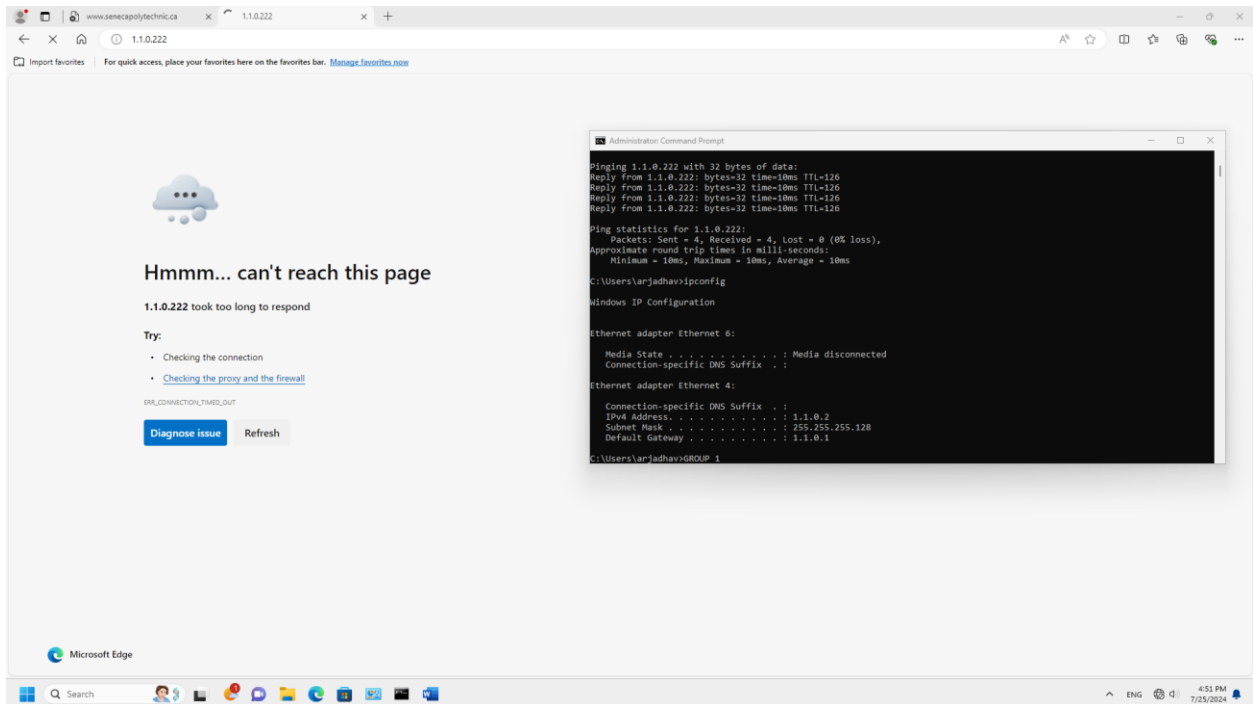 www.senecapolytechnic.ca
1.1.0.222
1.1.0.222
Import favorites For quick access, place your favorites here on the favorites bar. Manage favorites now
Hmmm... can't reach this page
1.1.0.222 took too long to respond
Try:
• Checking the connection
• Checking the proxy and the firewall
ERR_CONNECTION_TIMED_OUT
Diagnose issue Refresh
Microsoft Edge
Administrator: Command Prompt
Pinging 1.1.0.222 with 32 bytes of data:
Reply from 1.1.0.222: bytes=32 time=10ms TTL=126
Reply from 1.1.0.222: bytes=32 time=10ms TTL=126
Reply from 1.1.0.222: bytes=32 time=10ms TTL=126
Reply from 1.1.0.222: bytes=32 time=10ms TTL=126
Ping statistics for 1.1.0.222:
Packets: Sent = 4, Received = 4, Lost = 0 (0% loss),
Approximate round trip times in milli-seconds:
Minimum = 10ms, Maximum = 10ms, Average = 10ms
C:\Users\arjadhav>ipconfig
Windows IP Configuration
Ethernet adapter Ethernet 6:
Media State . . . . . . . . . . . : Media disconnected
Connection-specific DNS Suffix . :
Ethernet adapter Ethernet 4:
Connection-specific DNS Suffix . :
IPv4 Address. . . . . . . . . . . : 1.1.0.2
Subnet Mask . . . . . . . . . . . : 255.255.255.128
Default Gateway . . . . . . . . . : 1.1.0.1
C:\Users\arjadhav>GROUP 1
Search
ENG
4:51 PM
7/25/2024